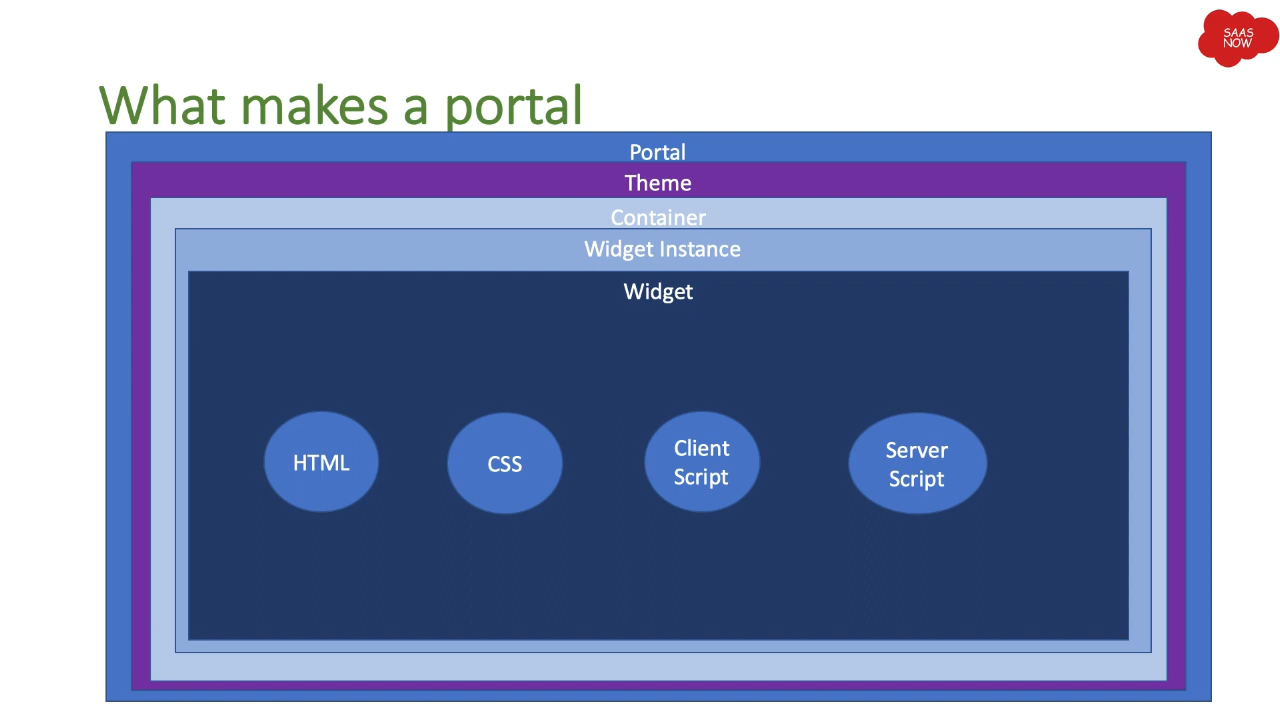 SAAS
NOW
What makes a portal
Portal
Theme
Container
Widget Instance
Widget
HTML
CSS
Client
Script
Server
Script